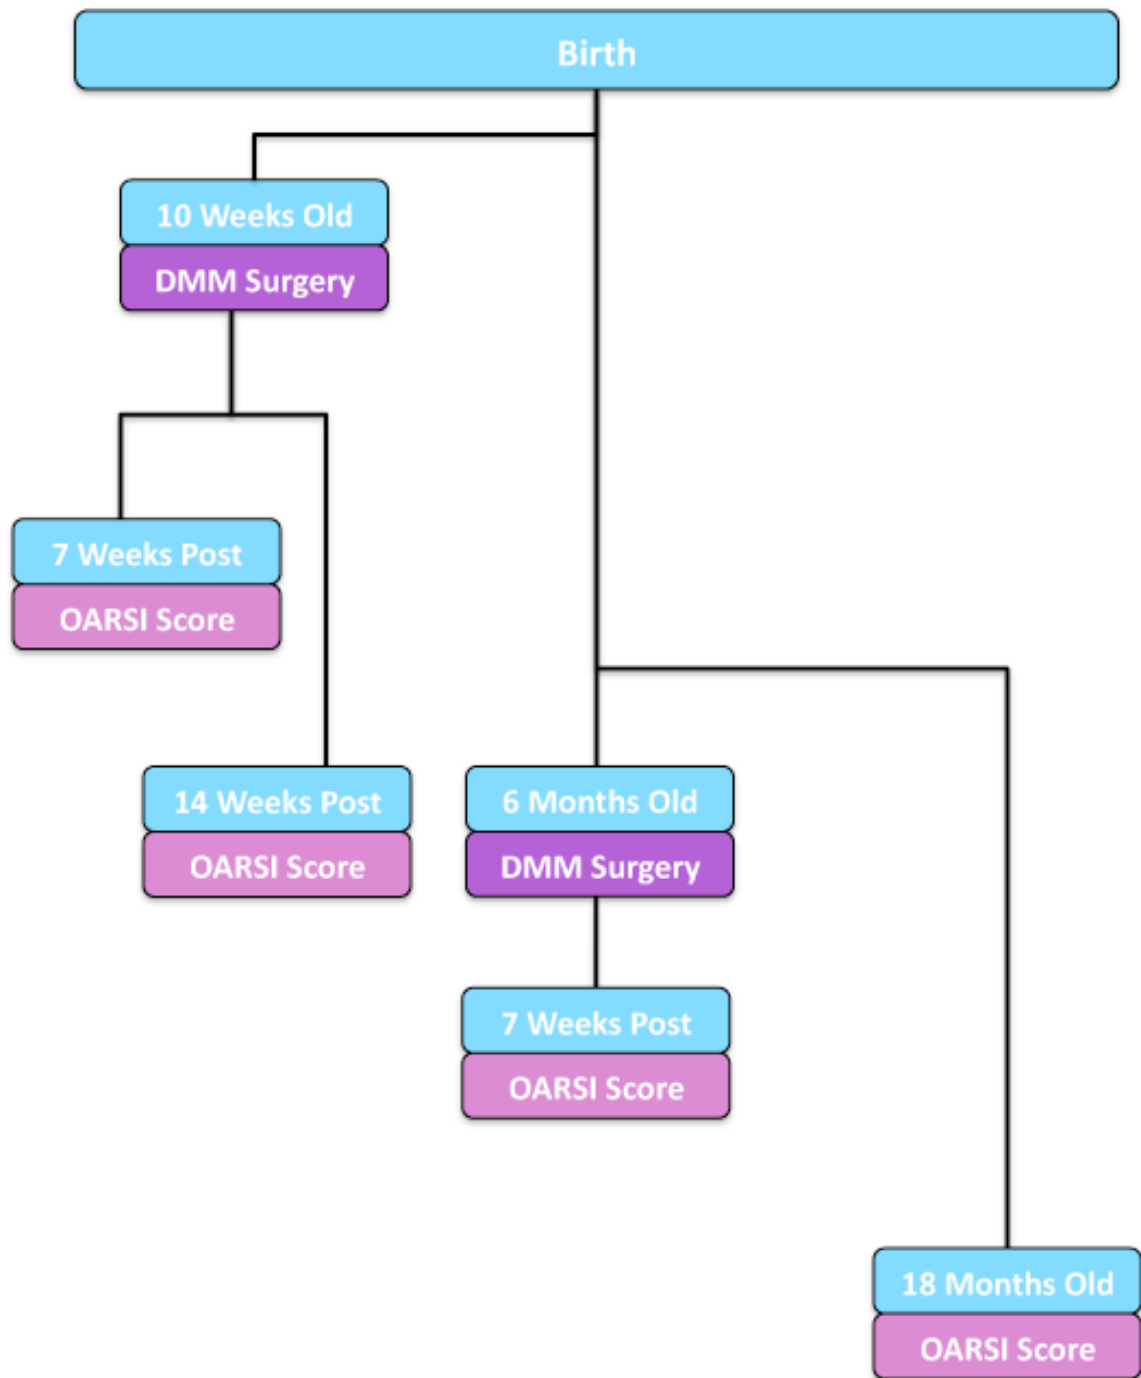 Birth
10 Weeks Old
DMM Surgery
7 Weeks Post
OARSI Score
14 Weeks Post
OARSI Score
6 Months Old
DMM Surgery
7 Weeks Post
OARSI Score
18 Months Old
OARSI Score